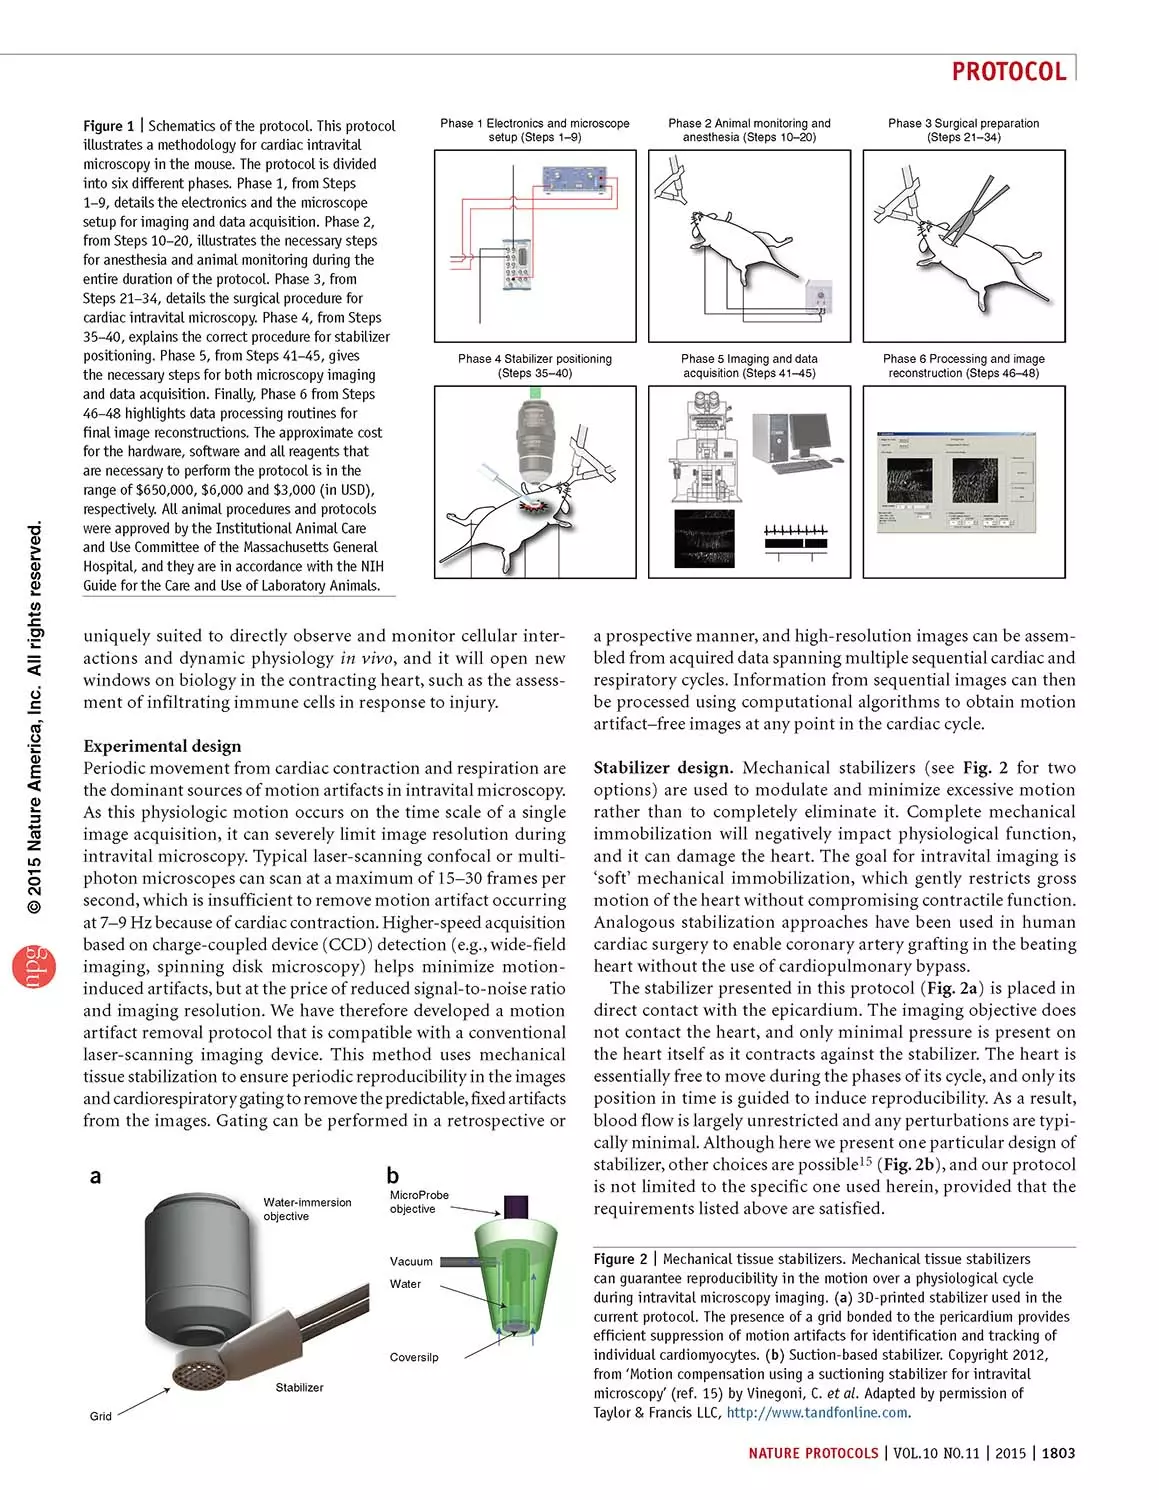 PROTOCOL
Figure 1 | Schematics of the protocol. This protocol
illustrates a methodology for cardiac intravital
microscopy in the mouse. The protocol is divided
into six different phases. Phase 1, from Steps
1–9, details the electronics and the microscope
setup for imaging and data acquisition. Phase 2,
from Steps 10–20, illustrates the necessary steps
for anesthesia and animal monitoring during the
entire duration of the protocol. Phase 3, from
Steps 21–34, details the surgical procedure for
cardiac intravital microscopy. Phase 4, from Steps
35–40, explains the correct procedure for stabilizer
positioning. Phase 5, from Steps 41–45, gives
the necessary steps for both microscopy imaging
and data acquisition. Finally, Phase 6 from Steps
46–48 highlights data processing routines for
final image reconstructions. The approximate cost
for the hardware, software and all reagents that
are necessary to perform the protocol is in the
range of $650,000, $6,000 and $3,000 (in USD),
respectively. All animal procedures and protocols
were approved by the Institutional Animal Care
and Use Committee of the Massachusetts General
Hospital, and they are in accordance with the NIH
Guide for the Care and Use of Laboratory Animals.
Phase 1 Electronics and microscope
setup (Steps 1–9)
Phase 2 Animal monitoring and
anesthesia (Steps 10–20)
Phase 3 Surgical preparation
(Steps 21–34)
Phase 4 Stabilizer positioning
(Steps 35–40)
Phase 5 Imaging and data
acquisition (Steps 41–45)
Phase 6 Processing and image
reconstruction (Steps 46–48)
© 2015 Nature America, Inc. All rights reserved.
npg
uniquely suited to directly observe and monitor cellular inter-
actions and dynamic physiology in vivo, and it will open new
windows on biology in the contracting heart, such as the assess-
ment of infiltrating immune cells in response to injury.
Experimental design
Periodic movement from cardiac contraction and respiration are
the dominant sources of motion artifacts in intravital microscopy.
As this physiologic motion occurs on the time scale of a single
image acquisition, it can severely limit image resolution during
intravital microscopy. Typical laser-scanning confocal or multi-
photon microscopes can scan at a maximum of 15–30 frames per
second, which is insufficient to remove motion artifact occurring
at 7–9 Hz because of cardiac contraction. Higher-speed acquisition
based on charge-coupled device (CCD) detection (e.g., wide-field
imaging, spinning disk microscopy) helps minimize motion-
induced artifacts, but at the price of reduced signal-to-noise ratio
and imaging resolution. We have therefore developed a motion
artifact removal protocol that is compatible with a conventional
laser-scanning imaging device. This method uses mechanical
tissue stabilization to ensure periodic reproducibility in the images
and cardiorespiratory gating to remove the predictable, fixed artifacts
from the images. Gating can be performed in a retrospective or
a prospective manner, and high-resolution images can be assem-
bled from acquired data spanning multiple sequential cardiac and
respiratory cycles. Information from sequential images can then
be processed using computational algorithms to obtain motion
artifact–free images at any point in the cardiac cycle.
Stabilizer design. Mechanical stabilizers (see Fig. 2 for two
options) are used to modulate and minimize excessive motion
rather than to completely eliminate it. Complete mechanical
immobilization will negatively impact physiological function,
and it can damage the heart. The goal for intravital imaging is
‘soft’ mechanical immobilization, which gently restricts gross
motion of the heart without compromising contractile function.
Analogous stabilization approaches have been used in human
cardiac surgery to enable coronary artery grafting in the beating
heart without the use of cardiopulmonary bypass.
The stabilizer presented in this protocol (Fig. 2a) is placed in
direct contact with the epicardium. The imaging objective does
not contact the heart, and only minimal pressure is present on
the heart itself as it contracts against the stabilizer. The heart is
essentially free to move during the phases of its cycle, and only its
position in time is guided to induce reproducibility. As a result,
blood flow is largely unrestricted and any perturbations are typi-
cally minimal. Although here we present one particular design of
stabilizer, other choices are possible15 (Fig. 2b), and our protocol
is not limited to the specific one used herein, provided that the
requirements listed above are satisfied.
a
Water-immersion
objective
Stabilizer
Grid
b
MicroProbe
objective
Vacuum
Water
Coversilp
Figure 2 | Mechanical tissue stabilizers. Mechanical tissue stabilizers
can guarantee reproducibility in the motion over a physiological cycle
during intravital microscopy imaging. (a) 3D-printed stabilizer used in the
current protocol. The presence of a grid bonded to the pericardium provides
efficient suppression of motion artifacts for identification and tracking of
individual cardiomyocytes. (b) Suction-based stabilizer. Copyright 2012,
from ‘Motion compensation using a suctioning stabilizer for intravital
microscopy’ (ref. 15) by Vinegoni, C. et al. Adapted by permission of
Taylor & Francis LLC, http://www.tandfonline.com.
NATURE PROTOCOLS | VOL.10 NO.11 | 2015 | 1803